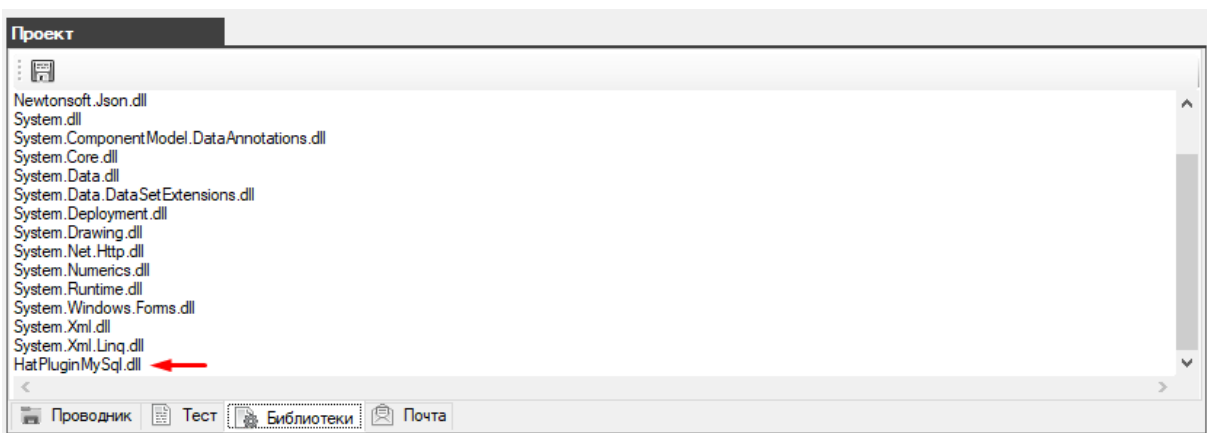 Проект
Newtonsoft.Json.dll
System.dll
System.ComponentModel.DataAnnotations.dll
System.Core.dll
System.Data.dll
System.Data.DataSetExtensions.dll
System.Deployment.dll
System.Drawing.dll
System.Net.Http.dll
System.Numerics.dll
System.Runtime.dll
System.Windows.Forms.dll
System.Xml.dll
System.Xml.Linq.dll
HatPluginMySql.dll
Проводник Тест Библиотеки Почта